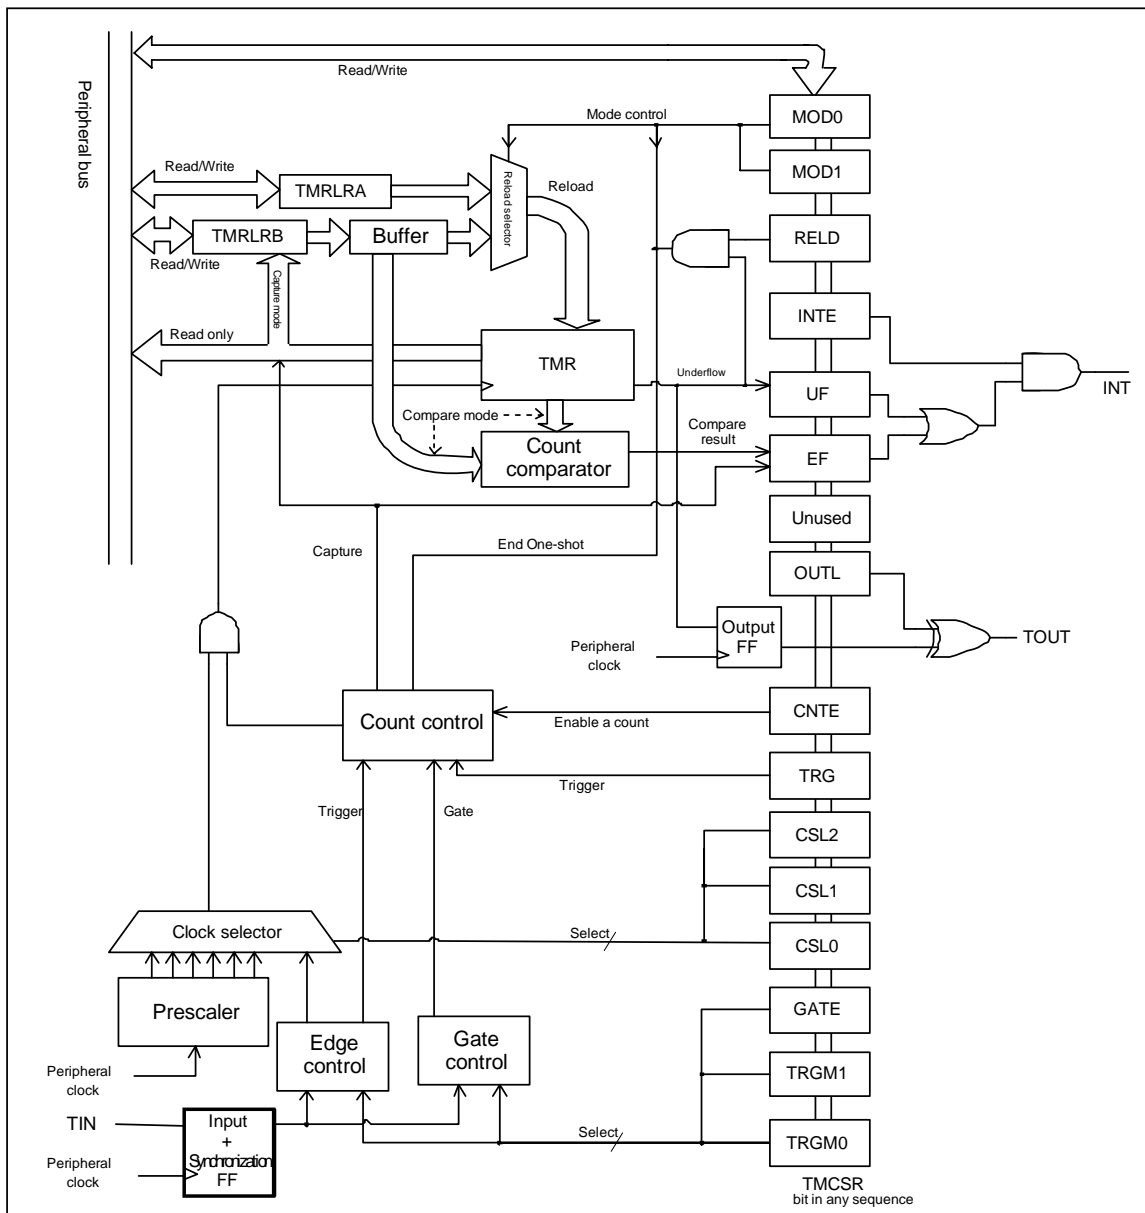 Peripheral bus
Read/Write
Mode control
MOD0
MOD1
Read/Write
TMRLRA
Reload selector
Reload
TMRLRB
Buffer
Read/Write
RELD
Capture mode
Read only
INTE
TMR
Underflow
UF
INT
Compare mode
Compare
result
Count
comparator
EF
Unused
Capture
End One-shot
OUTL
Output
FF
Peripheral
clock
TOUT
Count control
Enable a count
CNTE
Trigger
TRG
Trigger
Gate
CSL2
CSL1
Clock selector
Select
CSL0
Prescaler
GATE
Edge
control
Gate
control
Peripheral
clock
TRGM1
TIN
Input
+
Synchronization
FF
Select
TRGM0
Peripheral
clock
TMCSR
bit in any sequence